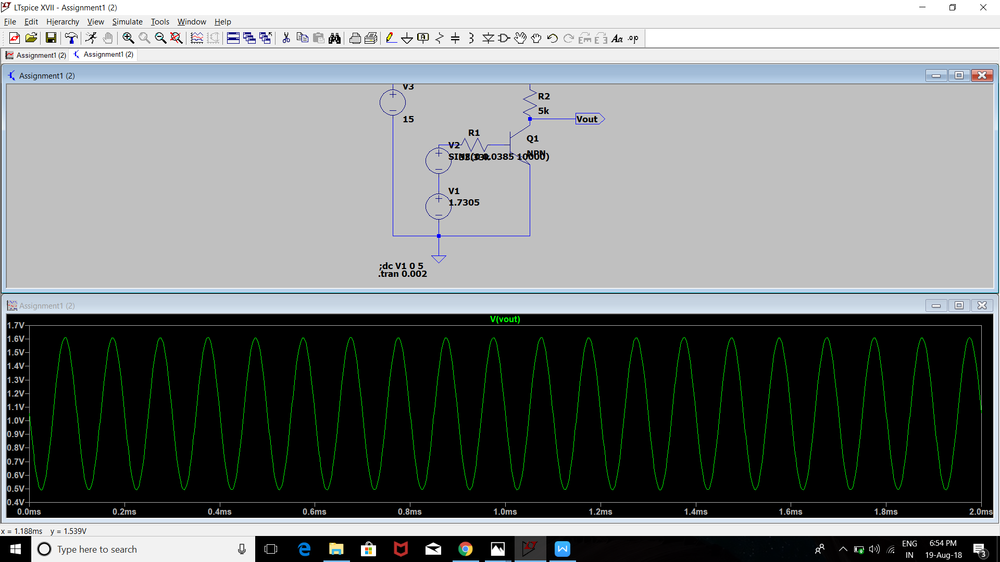 LTspice XVII - Assignment1 (2)
File Edit Hierarchy View Simulate Tools Window Help
Assignment1 (2) Assignment1 (2)
Assignment1 (2)
V3
15
R2
5k
Vout
R1
33.33k
Q1
NPN
V2
SINE(0 0.0385 10000)
V1
1.7305
;dc V1 0 5
.tran 0.002
Assignment1 (2)
V(vout)
1.7V
1.6V
1.5V
1.4V
1.3V
1.2V
1.1V
1.0V
0.9V
0.8V
0.7V
0.6V
0.5V
0.4V
0.0ms 0.2ms 0.4ms 0.6ms 0.8ms 1.0ms 1.2ms 1.4ms 1.6ms 1.8ms 2.0ms
x = 1.188ms y = 1.539V
Type here to search
ENG
IN
6:54 PM
19-Aug-18
3